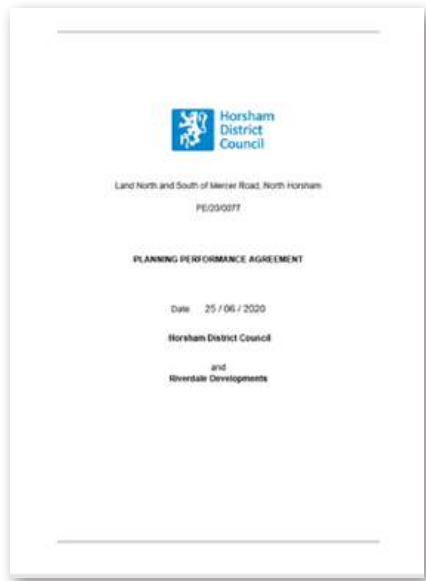 Horsham
District
Council
Land North and South of Mercer Road, North Horsham
PE/20/0077
PLANNING PERFORMANCE AGREEMENT
Date 25 / 06 / 2020
Horsham District Council
and
Riverdale Developments